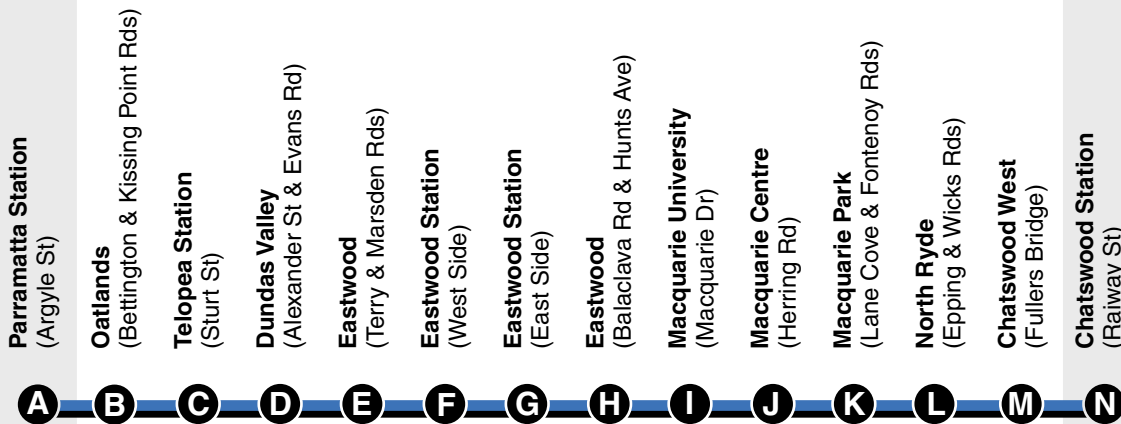 Parramatta Station
(Argyle St)
Oatlands
(Bettington & Kissing Point Rds)
Telopea Station
(Sturt St)
Dundas Valley
(Alexander St & Evans Rd)
Eastwood
(Terry & Marsden Rds)
Eastwood Station
(West Side)
Eastwood Station
(East Side)
Eastwood
(Balaclava Rd & Hunts Ave)
Macquarie University
(Macquarie Dr)
Macquarie Centre
(Herring Rd)
Macquarie Park
(Lane Cove & Fontenoy Rds)
North Ryde
(Epping & Wicks Rds)
Chatswood West
(Fullers Bridge)
Chatswood Station
(Raiway St)
A B C D E F G H I J K L M N